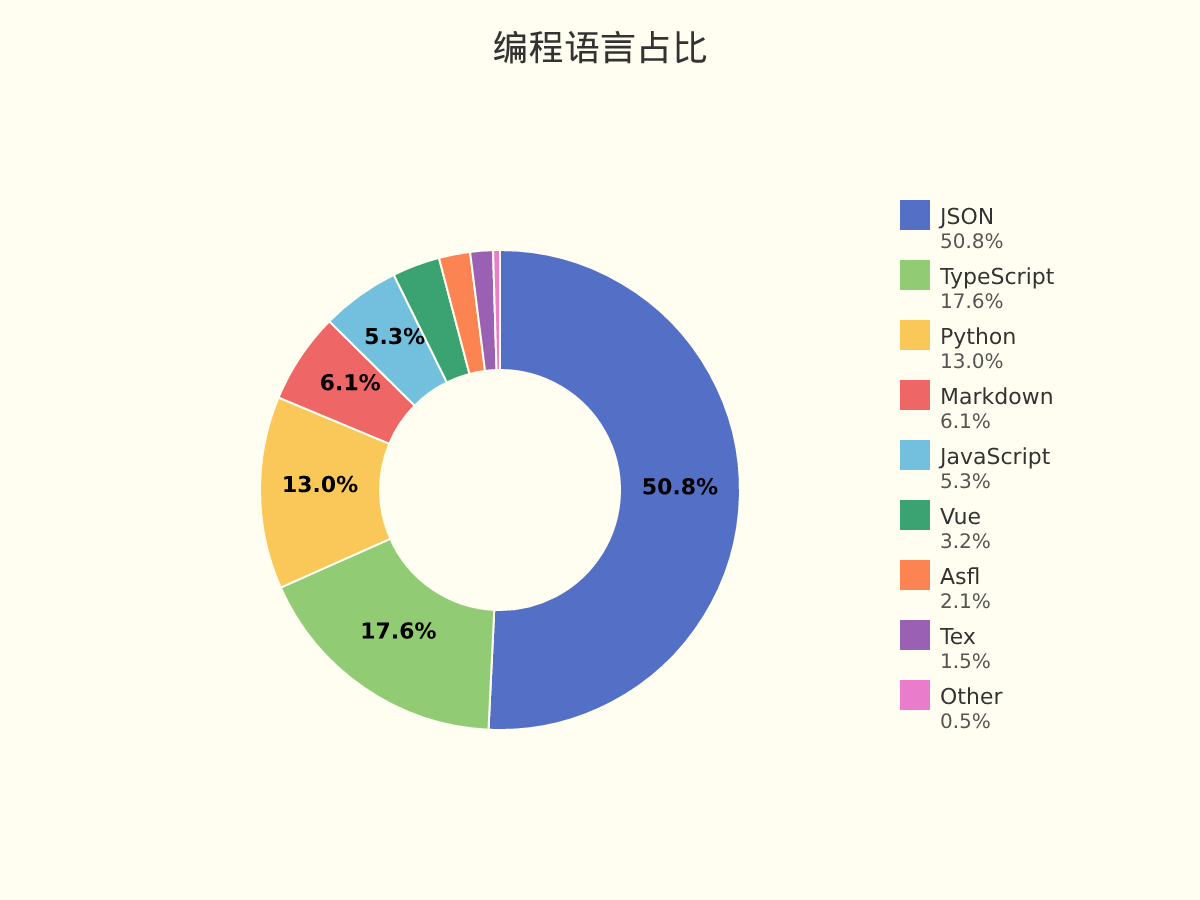 编程语言占比
5.3%
6.1%
13.0%
50.8%
17.6%
JSON
50.8%
TypeScript
17.6%
Python
13.0%
Markdown
6.1%
JavaScript
5.3%
Vue
3.2%
Asfl
2.1%
Tex
1.5%
Other
0.5%